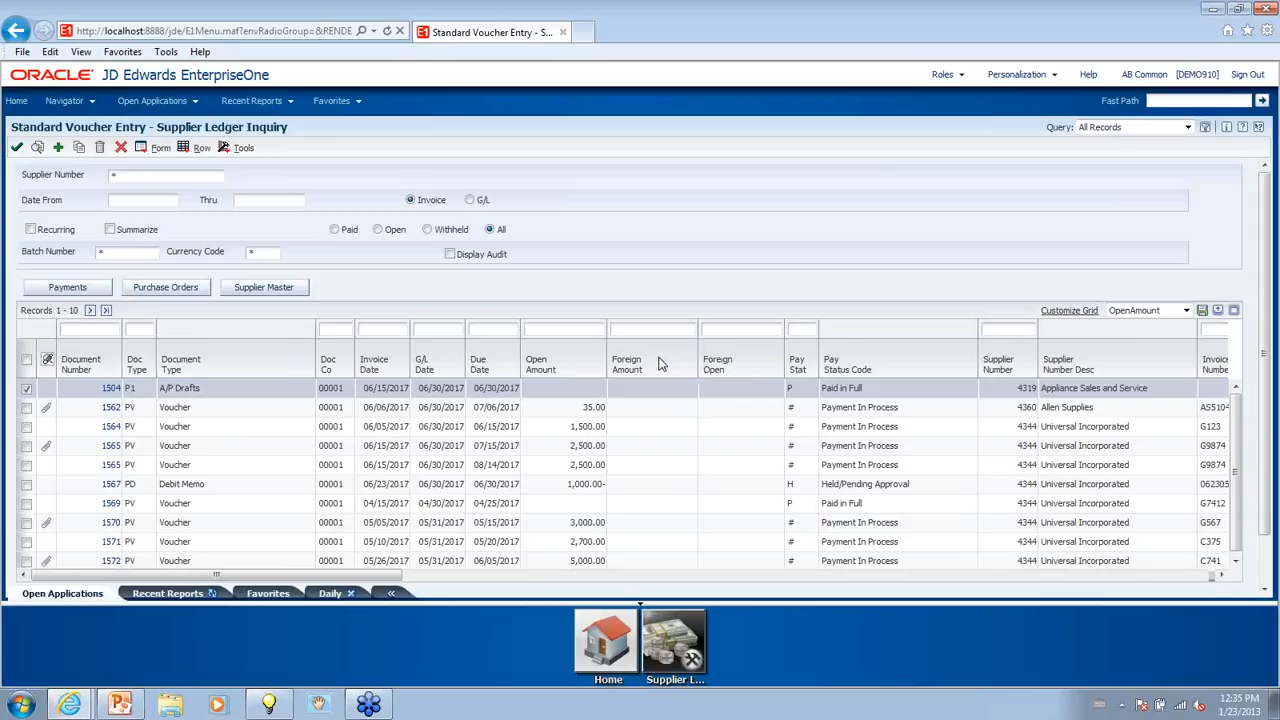 http://localhost:8888/jde/E1Menu.maf?envRadioGroup=&RENDE
Standard Voucher Entry - S...
File Edit View Favorites Tools Help
ORACLE JD Edwards EnterpriseOne
Roles Personalization Help AB Common [DEMO910] Sign Out
Home Navigator Open Applications Recent Reports Favorites Fast Path
Standard Voucher Entry - Supplier Ledger Inquiry Query: All Records
Form Row Tools
Supplier Number *
Date From Thru Invoice G/L
Recurring Summarize Paid Open Withheld All
Batch Number * Currency Code * Display Audit
Payments Purchase Orders Supplier Master
Records 1 - 10 Customize Grid OpenAmount
Document Number Doc Type Document Type Doc Co Invoice Date G/L Date Due Date Open Amount Foreign Amount Foreign Open Pay Stat Pay Status Code Supplier Number Supplier Number Desc Invoice Numbe
1504 P1 A/P Drafts 00001 06/15/2017 06/30/2017 06/30/2017 P Paid in Full 4319 Appliance Sales and Service
1562 PV Voucher 00001 06/06/2017 06/30/2017 07/06/2017 35.00 # Payment In Process 4360 Allen Supplies AS5104
1564 PV Voucher 00001 06/05/2017 06/30/2017 06/15/2017 1,500.00 # Payment In Process 4344 Universal Incorporated G123
1565 PV Voucher 00001 06/15/2017 06/30/2017 07/15/2017 2,500.00 # Payment In Process 4344 Universal Incorporated G9874
1565 PV Voucher 00001 06/15/2017 06/30/2017 08/14/2017 2,500.00 # Payment In Process 4344 Universal Incorporated G9874
1567 PD Debit Memo 00001 06/23/2017 06/30/2017 06/23/2017 1,000.00- H Held/Pending Approval 4344 Universal Incorporated 062305
1569 PV Voucher 00001 04/15/2017 04/30/2017 04/25/2017 P Paid in Full 4344 Universal Incorporated G7412
1570 PV Voucher 00001 05/05/2017 05/31/2017 05/15/2017 3,000.00 # Payment In Process 4344 Universal Incorporated G567
1571 PV Voucher 00001 05/10/2017 05/31/2017 05/20/2017 2,700.00 # Payment In Process 4344 Universal Incorporated C375
1572 PV Voucher 00001 05/26/2017 05/31/2017 06/05/2017 5,000.00 # Payment In Process 4344 Universal Incorporated C741
Open Applications Recent Reports Favorites Daily «
Home Supplier L...
12:35 PM
1/23/2013